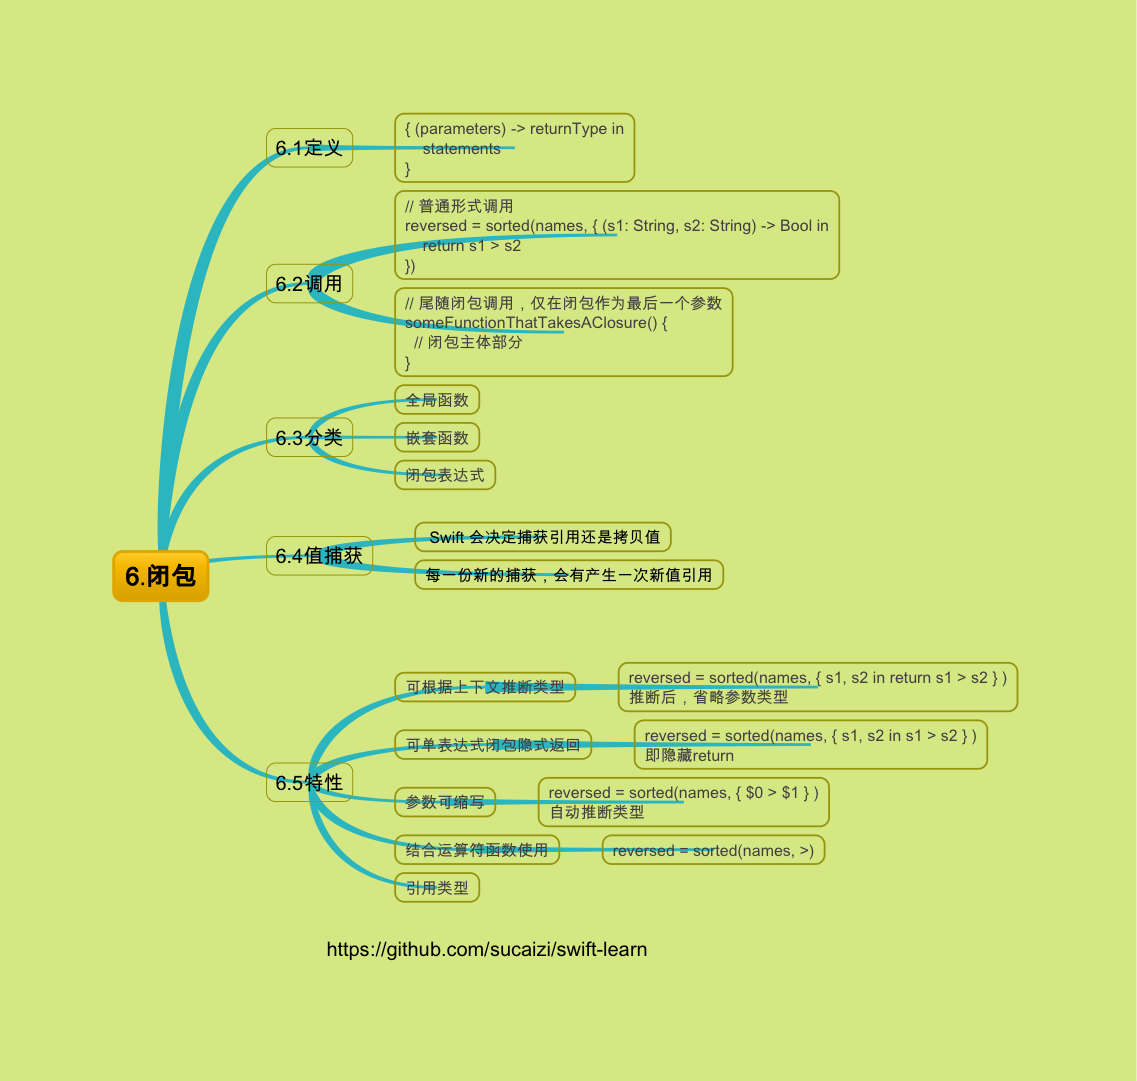 6.闭包
6.1定义
{ (parameters) -> returnType in
statements
}
6.2调用
// 普通形式调用
reversed = sorted(names, { (s1: String, s2: String) -> Bool in
return s1 > s2
})
// 尾随闭包调用，仅在闭包作为最后一个参数
someFunctionThatTakesAClosure() {
// 闭包主体部分
}
6.3分类
全局函数
嵌套函数
闭包表达式
6.4值捕获
Swift 会决定捕获引用还是拷贝值
每一份新的捕获，会有产生一次新值引用
6.5特性
可根据上下文推断类型
reversed = sorted(names, { s1, s2 in return s1 > s2 } )
推断后，省略参数类型
可单表达式闭包隐式返回
reversed = sorted(names, { s1, s2 in s1 > s2 } )
即隐藏return
参数可缩写
reversed = sorted(names, { $0 > $1 } )
自动推断类型
结合运算符函数使用
reversed = sorted(names, >)
引用类型
https://github.com/sucaizi/swift-learn